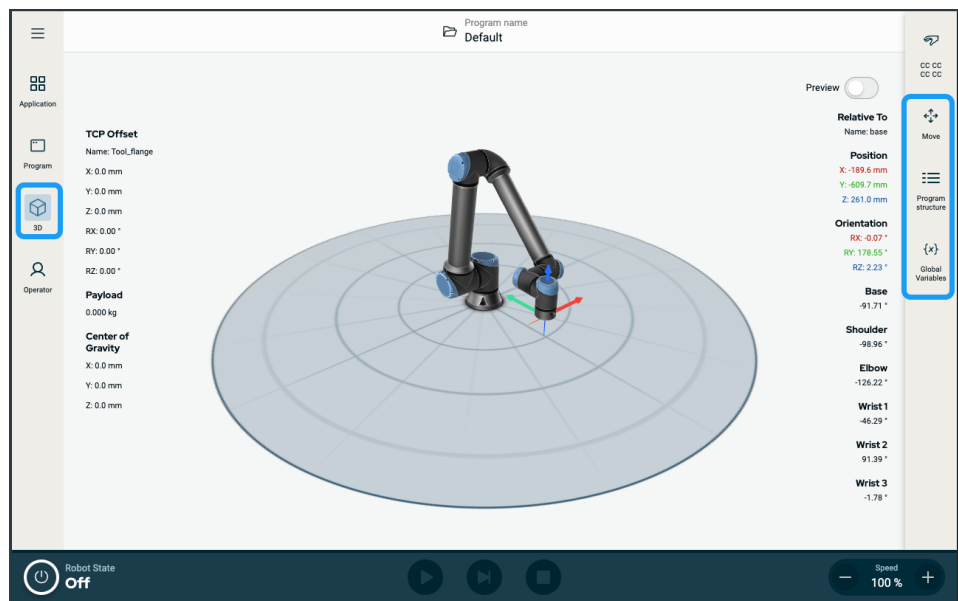 Program name
Default
Application
Program
3D
Operator
TCP Offset
Name: Tool_flange
X: 0.0 mm
Y: 0.0 mm
Z: 0.0 mm
RX: 0.00 °
RY: 0.00 °
RZ: 0.00 °
Payload
0.000 kg
Center of
Gravity
X: 0.0 mm
Y: 0.0 mm
Z: 0.0 mm
Preview
Relative To
Name: base
Position
X: -189.6 mm
Y: -609.7 mm
Z: 261.0 mm
Orientation
RX: -0.07 °
RY: 178.55 °
RZ: 2.23 °
Base
-91.71 °
Shoulder
-98.96 °
Elbow
-126.22 °
Wrist 1
-46.29 °
Wrist 2
91.39 °
Wrist 3
-1.78 °
CC CC
CC CC
Move
Program
structure
{x}
Global
Variables
Robot State
Off
Speed
100 %